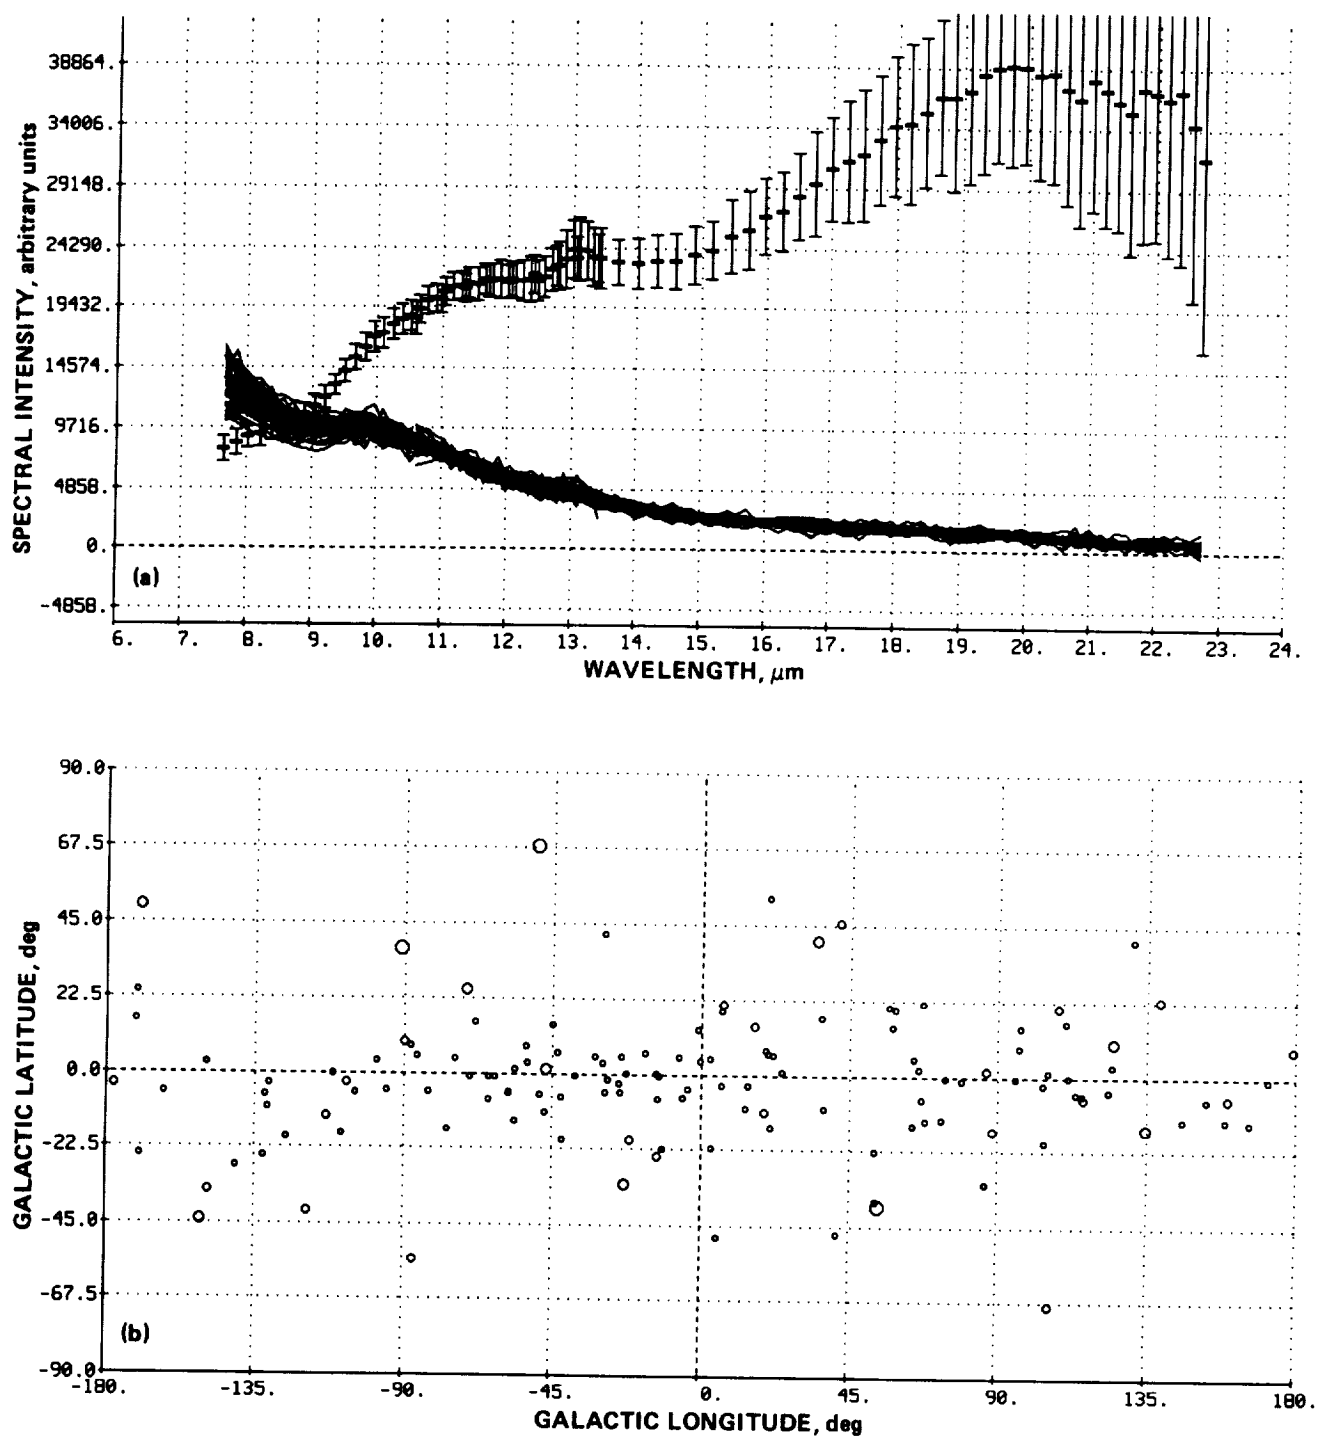 38864.
34006.
29148.
24290.
19432.
14574.
9716.
4858.
0.
-4858.
SPECTRAL INTENSITY, arbitrary units
(a)
6. 7. 8. 9. 10. 11. 12. 13. 14. 15. 16. 17. 18. 19. 20. 21. 22. 23. 24.
WAVELENGTH, μm
90.0
67.5
45.0
22.5
0.0
-22.5
-45.0
-67.5
-90.0
GALACTIC LATITUDE, deg
(b)
-180. -135. -90. -45. 0. 45. 90. 135. 180.
GALACTIC LONGITUDE, deg